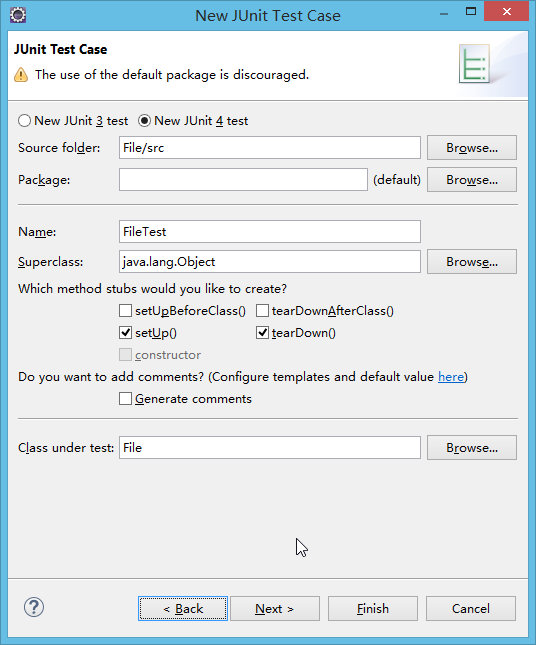 New JUnit Test Case
JUnit Test Case
The use of the default package is discouraged.
New JUnit 3 test New JUnit 4 test
Source folder: File/src Browse...
Package: (default) Browse...
Name: FileTest
Superclass: java.lang.Object Browse...
Which method stubs would you like to create?
setUpBeforeClass() tearDownAfterClass()
setUp() tearDown()
constructor
Do you want to add comments? (Configure templates and default value here)
Generate comments
Class under test: File Browse...
? < Back Next > Finish Cancel